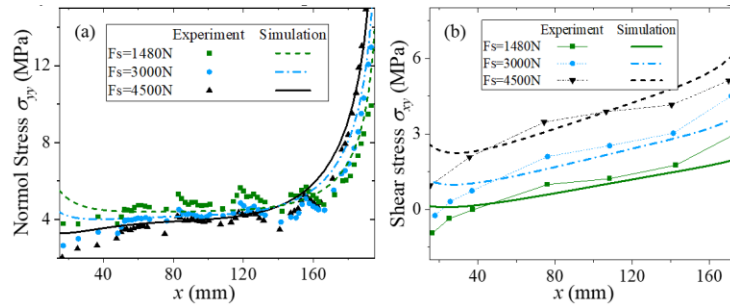 (a)
Experiment Simulation
Fs=1480N
Fs=3000N
Fs=4500N
Normol Stress σyy (MPa)
12
8
4
0
40 80 120 160
x (mm)
(b)
Experiment Simulation
Fs=1480N
Fs=3000N
Fs=4500N
Shear stress σxy (MPa)
6
3
0
0 40 80 120 160
x (mm)